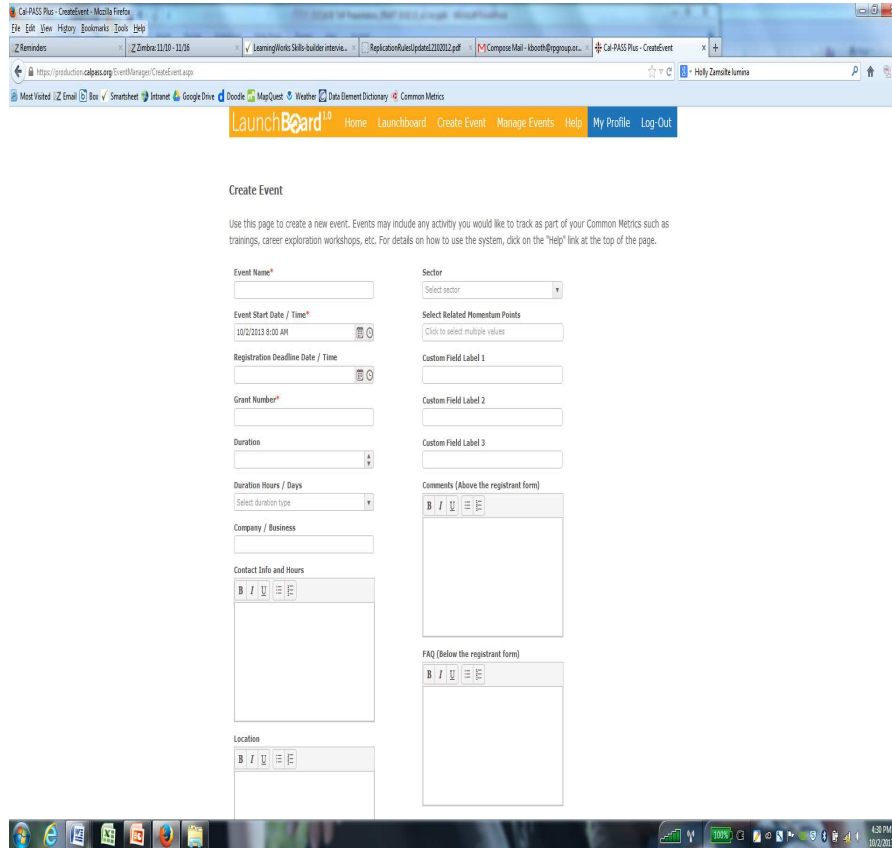 Cal-PASS Plus - CreateEvent - Mozilla Firefox
File Edit View History Bookmarks Tools Help
Z Reminders × Z Zimbra: 11/10 - 11/16 × LearningWorks Skills-builder intervie... × ReplicationRulesUpdateL2102012.pdf × Compose Mail - kbooth@rpgroup.or... × Cal-PASS Plus - CreateEvent × +
https://production.calpass.org/EventManager/CreateEvent.aspx Holly Zamsilte lumina
Most Visited Z Email Box Smartsheet Intranet Google Drive Doodle MapQuest Weather Data Element Dictionary Common Metrics
LaunchBoard 1.0 Home Launchboard Create Event Manage Events Help My Profile Log-Out
Create Event
Use this page to create a new event. Events may include any activitiy you would like to track as part of your Common Metrics such as
trainings, career exploration workshops, etc. For details on how to use the system, click on the "Help" link at the top of the page.
Event Name*
Event Start Date / Time*
10/2/2013 8:00 AM
Registration Deadline Date / Time
Grant Number*
Duration
Duration Hours / Days
Select duration type
Company / Business
Contact Info and Hours
B I U
Location
B I U
Sector
Select sector
Select Related Momentum Points
Click to select multiple values
Custom Field Label 1
Custom Field Label 2
Custom Field Label 3
Comments (Above the registrant form)
B I U
FAQ (Below the registrant form)
B I U
100%
4:30 PM